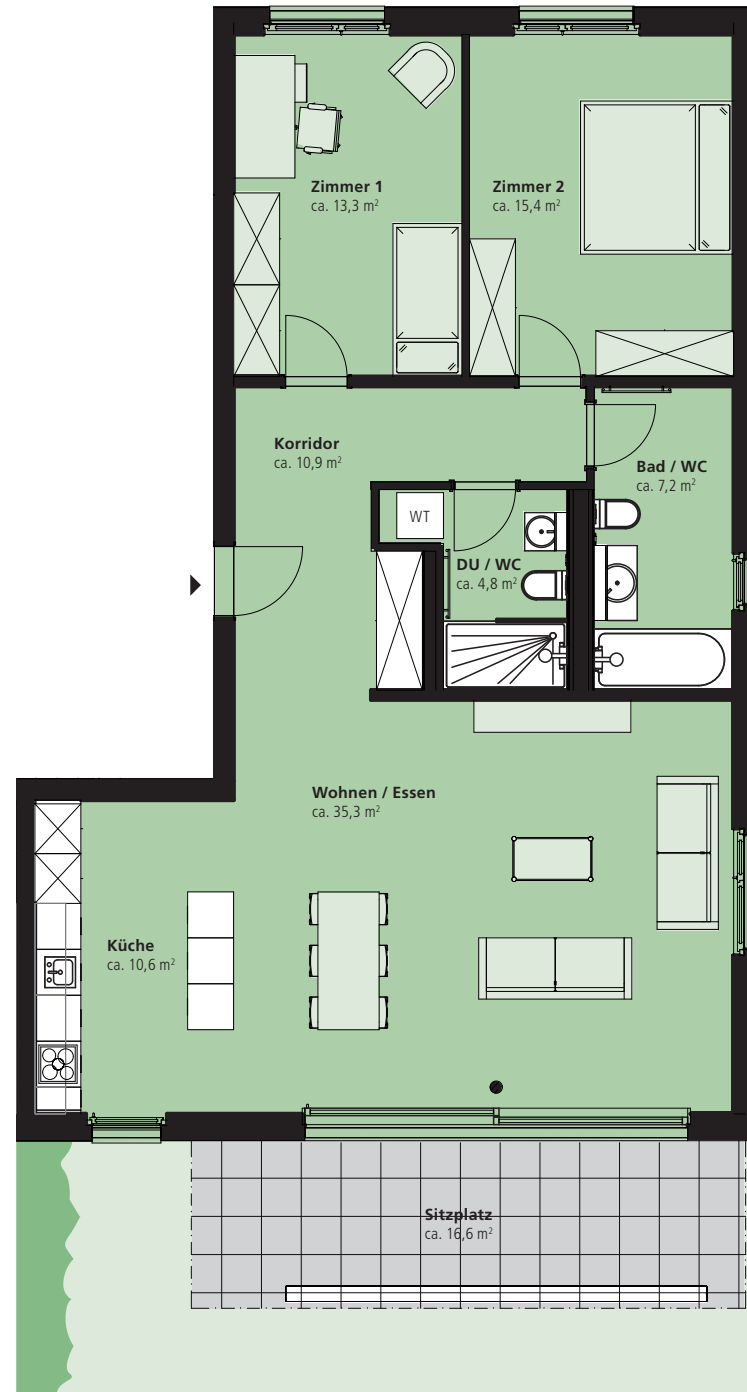 Zimmer 1
ca. 13,3 m²
Zimmer 2
ca. 15,4 m²
Korridor
ca. 10,9 m²
Bad / WC
ca. 7,2 m²
WT
DU / WC
ca. 4,8 m²
Wohnen / Essen
ca. 35,3 m²
Küche
ca. 10,6 m²
Sitzplatz
ca. 16,6 m²